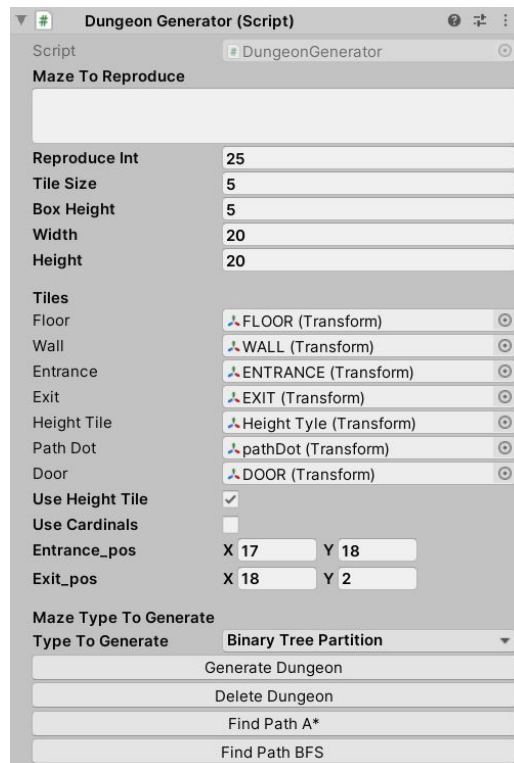 # Dungeon Generator (Script)
Script # DungeonGenerator
Maze To Reproduce
Reproduce Int 25
Tile Size 5
Box Height 5
Width 20
Height 20
Tiles
Floor FLOOR (Transform)
Wall WALL (Transform)
Entrance ENTRANCE (Transform)
Exit EXIT (Transform)
Height Tile Height Tyle (Transform)
Path Dot pathDot (Transform)
Door DOOR (Transform)
Use Height Tile
Use Cardinals
Entrance_pos X 17 Y 18
Exit_pos X 18 Y 2
Maze Type To Generate
Type To Generate Binary Tree Partition
Generate Dungeon
Delete Dungeon
Find Path A*
Find Path BFS